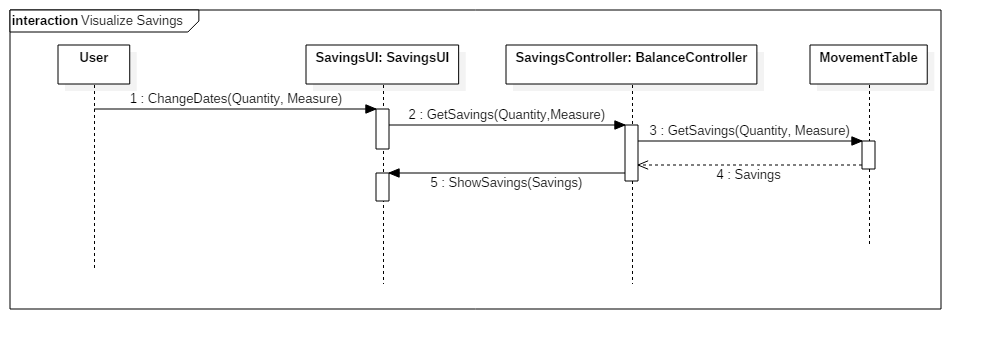 interaction Visualize Savings
User
SavingsUI: SavingsUI
SavingsController: BalanceController
MovementTable
1 : ChangeDates(Quantity, Measure)
2 : GetSavings(Quantity,Measure)
3 : GetSavings(Quantity, Measure)
4 : Savings
5 : ShowSavings(Savings)